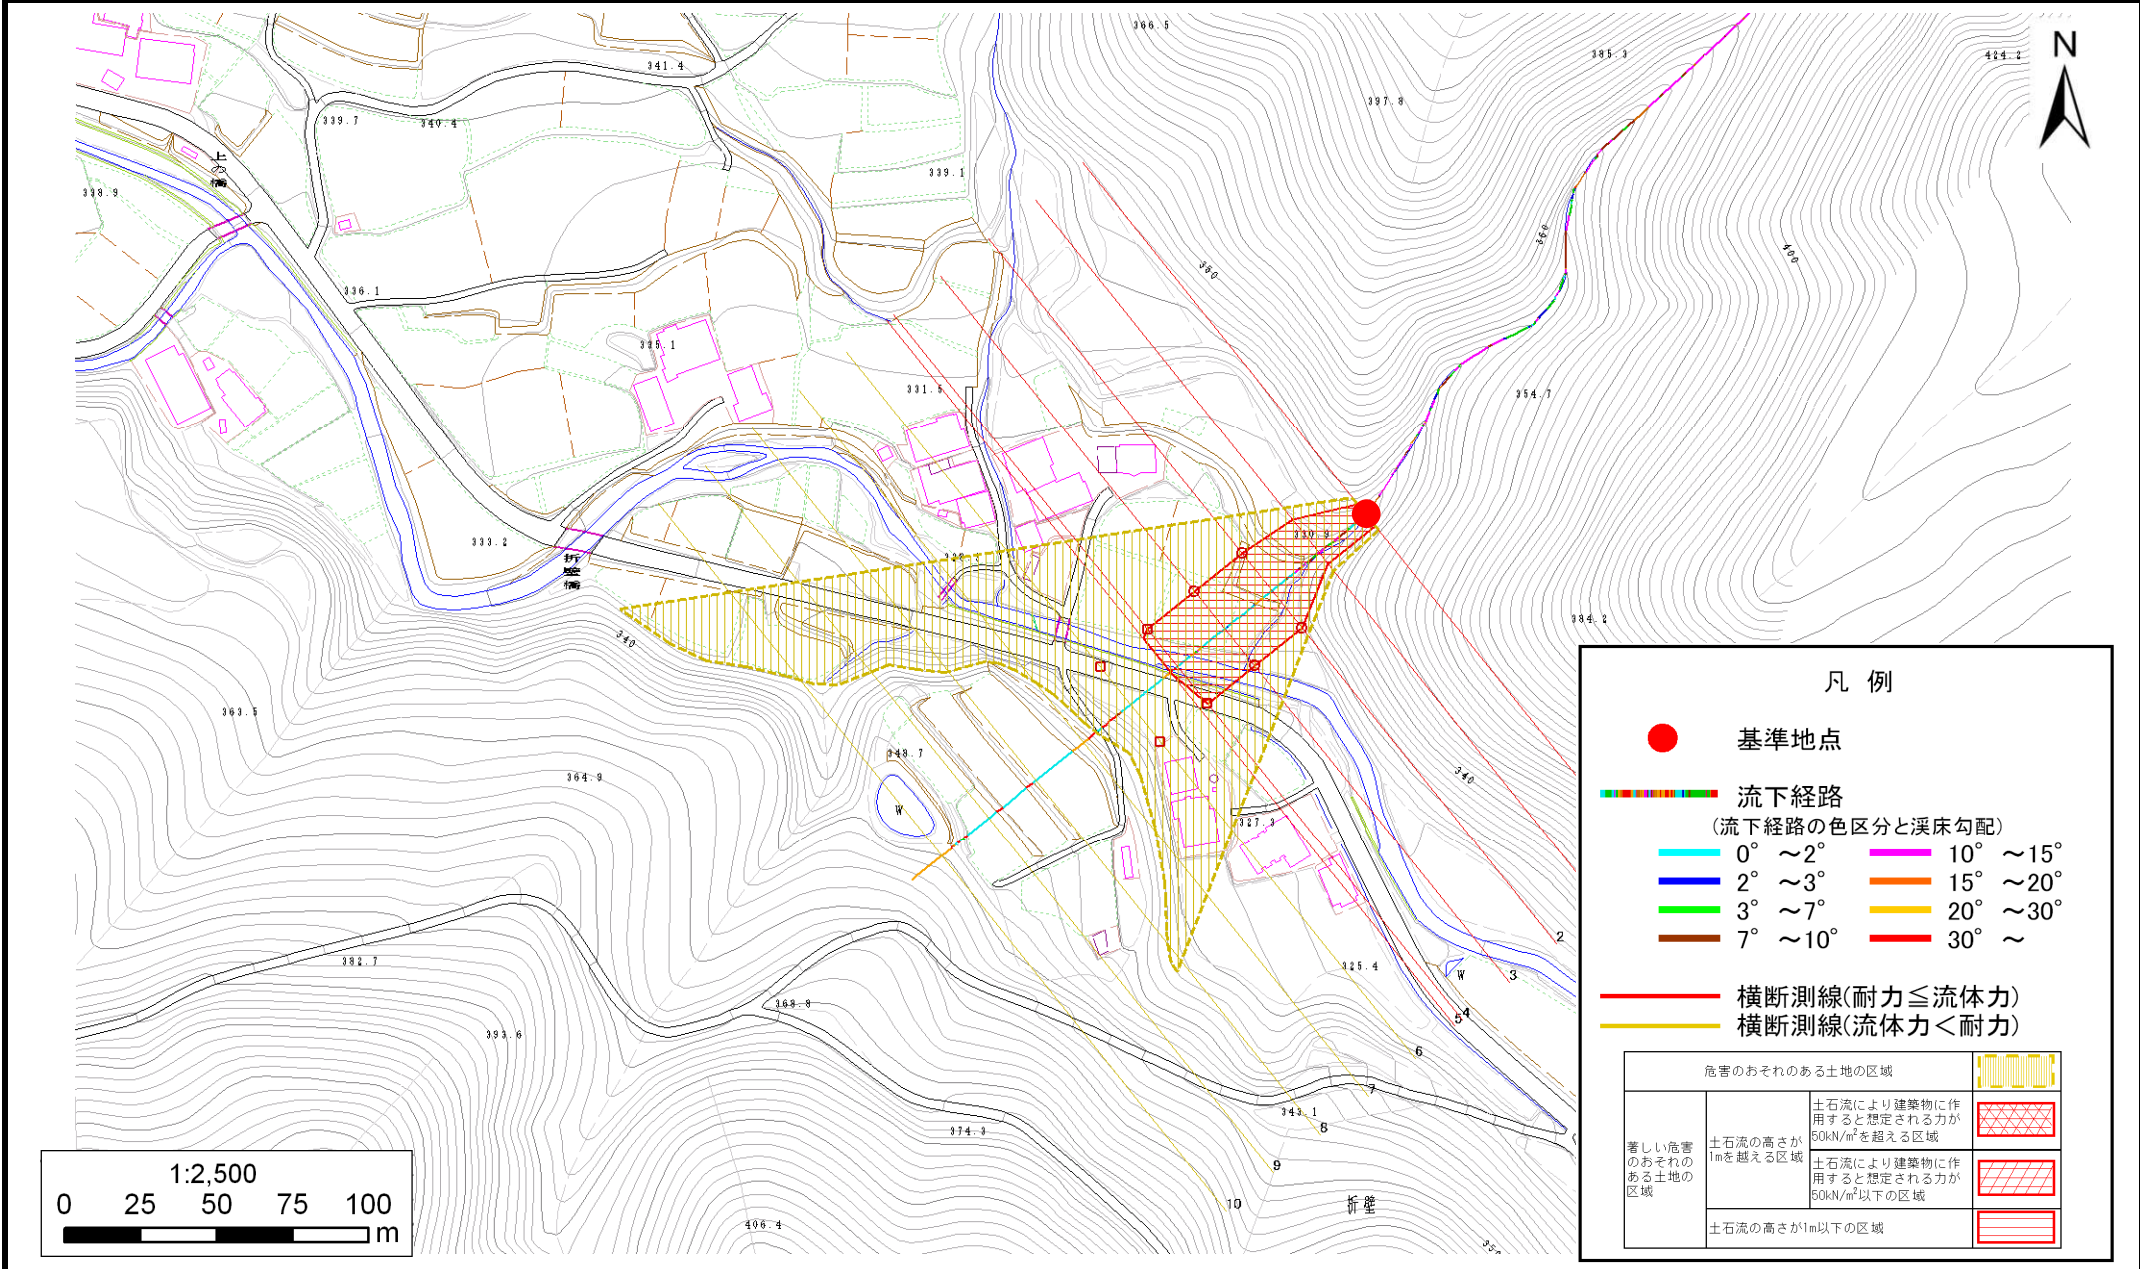 366.5
N
385.3
424.2
341.4
397.8
339.7
340.4
上の橋
339.1
338.9
360
400
350
336.1
335.1
331.5
354.7
333.2
330.9
折壁橋
340
384.2
363.5
348.7
364.9
W
340
327.3
382.7
325.4
W
368.8
393.6
343.1
374.3
406.4
折壁
2
3
4
5
6
7
8
9
10
凡 例
基準地点
流下経路
(流下経路の色区分と渓床勾配)
0° ~2° 10° ~15°
2° ~3° 15° ~20°
3° ~7° 20° ~30°
7° ~10° 30° ~
横断測線(耐力≦流体力)
横断測線(流体力<耐力)
危害のおそれのある土地の区域
著しい危害
のおそれの
ある土地の
区域
土石流の高さが
1mを越える区域
土石流により建築物に作
用すると想定される力が
50kN/m²を超える区域
土石流により建築物に作
用すると想定される力が
50kN/m²以下の区域
土石流の高さが1m以下の区域
1:2,500
0 25 50 75 100
m